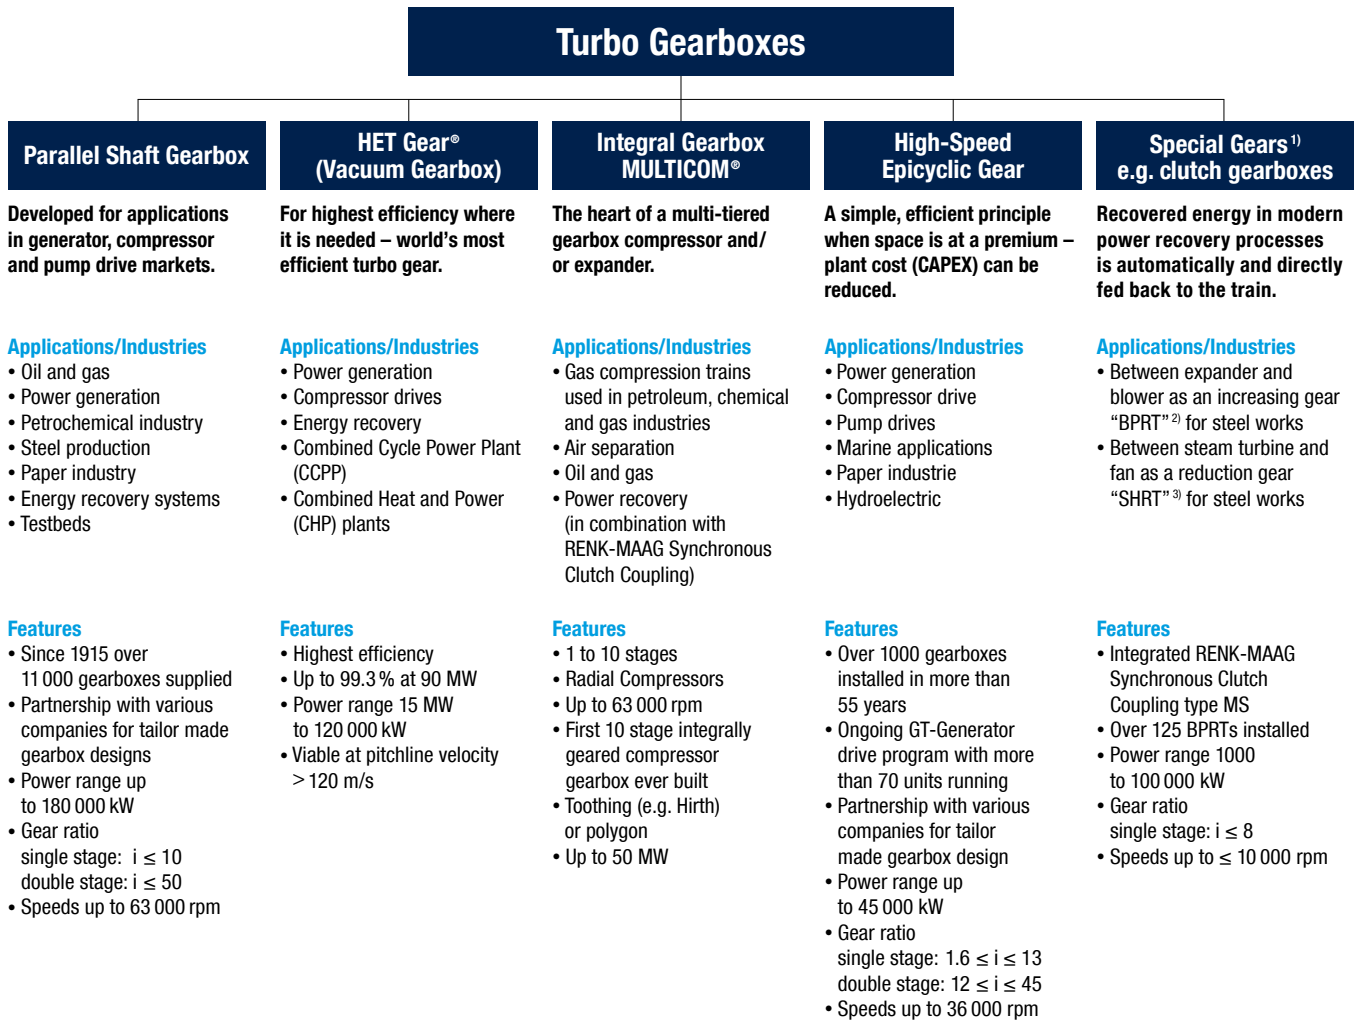 Turbo Gearboxes
Parallel Shaft Gearbox
Developed for applications
in generator, compressor
and pump drive markets.
Applications/Industries
• Oil and gas
• Power generation
• Petrochemical industry
• Steel production
• Paper industry
• Energy recovery systems
• Testbeds
Features
• Since 1915 over
11 000 gearboxes supplied
• Partnership with various
companies for tailor made
gearbox designs
• Power range up
to 180 000 kW
• Gear ratio
single stage: i ≤ 10
double stage: i ≤ 50
• Speeds up to 63 000 rpm
HET Gear®
(Vacuum Gearbox)
For highest efficiency where
it is needed – world's most
efficient turbo gear.
Applications/Industries
• Power generation
• Compressor drives
• Energy recovery
• Combined Cycle Power Plant
(CCPP)
• Combined Heat and Power
(CHP) plants
Features
• Highest efficiency
• Up to 99.3 % at 90 MW
• Power range 15 MW
to 120 000 kW
• Viable at pitchline velocity
> 120 m/s
Integral Gearbox
MULTICOM®
The heart of a multi-tiered
gearbox compressor and/
or expander.
Applications/Industries
• Gas compression trains
used in petroleum, chemical
and gas industries
• Air separation
• Oil and gas
• Power recovery
(in combination with
RENK-MAAG Synchronous
Clutch Coupling)
Features
• 1 to 10 stages
• Radial Compressors
• Up to 63 000 rpm
• First 10 stage integrally
geared compressor
gearbox ever built
• Toothing (e.g. Hirth)
or polygon
• Up to 50 MW
High-Speed
Epicyclic Gear
A simple, efficient principle
when space is at a premium –
plant cost (CAPEX) can be
reduced.
Applications/Industries
• Power generation
• Compressor drive
• Pump drives
• Marine applications
• Paper industrie
• Hydroelectric
Features
• Over 1000 gearboxes
installed in more than
55 years
• Ongoing GT-Generator
drive program with more
than 70 units running
• Partnership with various
companies for tailor
made gearbox design
• Power range up
to 45 000 kW
• Gear ratio
single stage: 1.6 ≤ i ≤ 13
double stage: 12 ≤ i ≤ 45
• Speeds up to 36 000 rpm
Special Gears 1)
e.g. clutch gearboxes
Recovered energy in modern
power recovery processes
is automatically and directly
fed back to the train.
Applications/Industries
• Between expander and
blower as an increasing gear
“BPRT” 2) for steel works
• Between steam turbine and
fan as a reduction gear
“SHRT” 3) for steel works
Features
• Integrated RENK-MAAG
Synchronous Clutch
Coupling type MS
• Over 125 BPRTs installed
• Power range 1000
to 100 000 kW
• Gear ratio
single stage: i ≤ 8
• Speeds up to ≤ 10 000 rpm